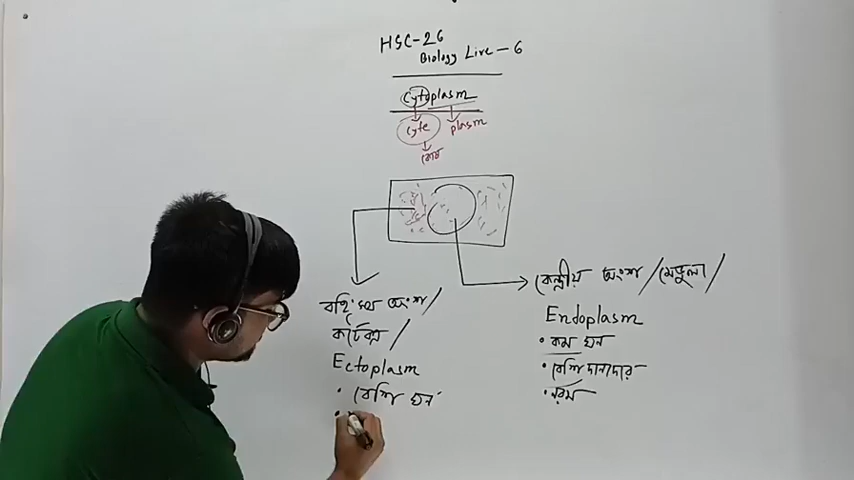 HSC-26
Biology Live - 6
Cytoplasm
cyte plasm
কোষ
বহিঃস্থ অংশ/
কর্টেক্স/
Ectoplasm
• বেশি ঘন
কেন্দ্রীয় অংশ/মেডুলা/
Endoplasm
• কম ঘন
• বেশি দানাদার
• নরম